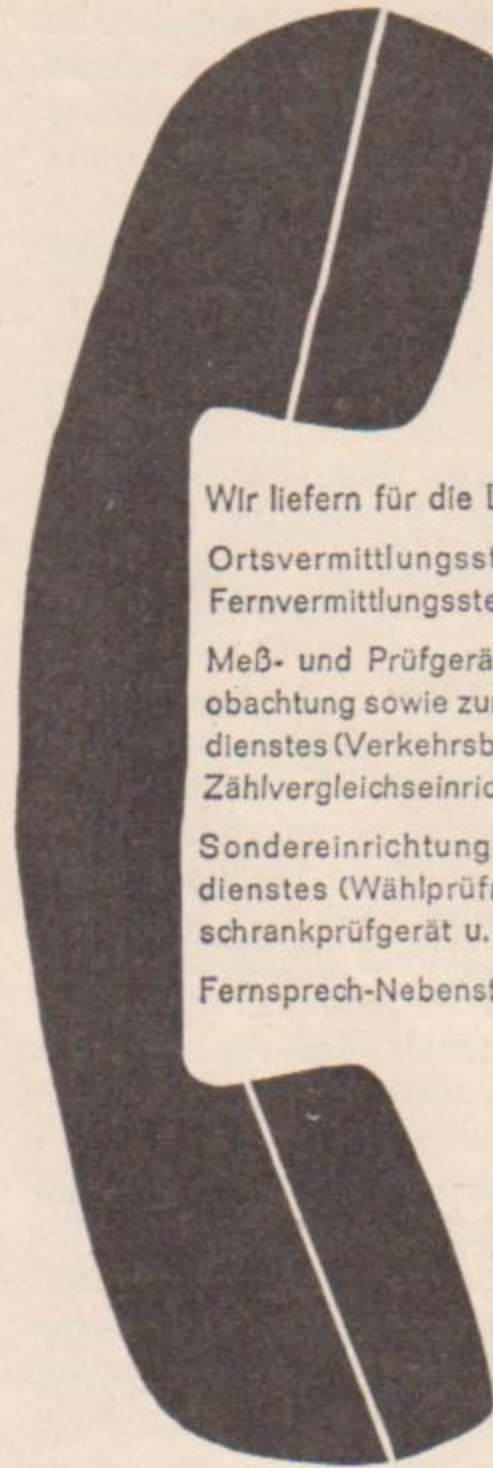 Wir liefern für die
Ortsvermittlungsst
Fernvermittlungsste
Meß- und Prüfgerä
obachtung sowie zur
dienstes (Verkehrsb
Zählvergleichseinric
Sondereinrichtung
dienstes (Wählprüf
schrankprüfgerät u.
Fernsprech-Nebenst